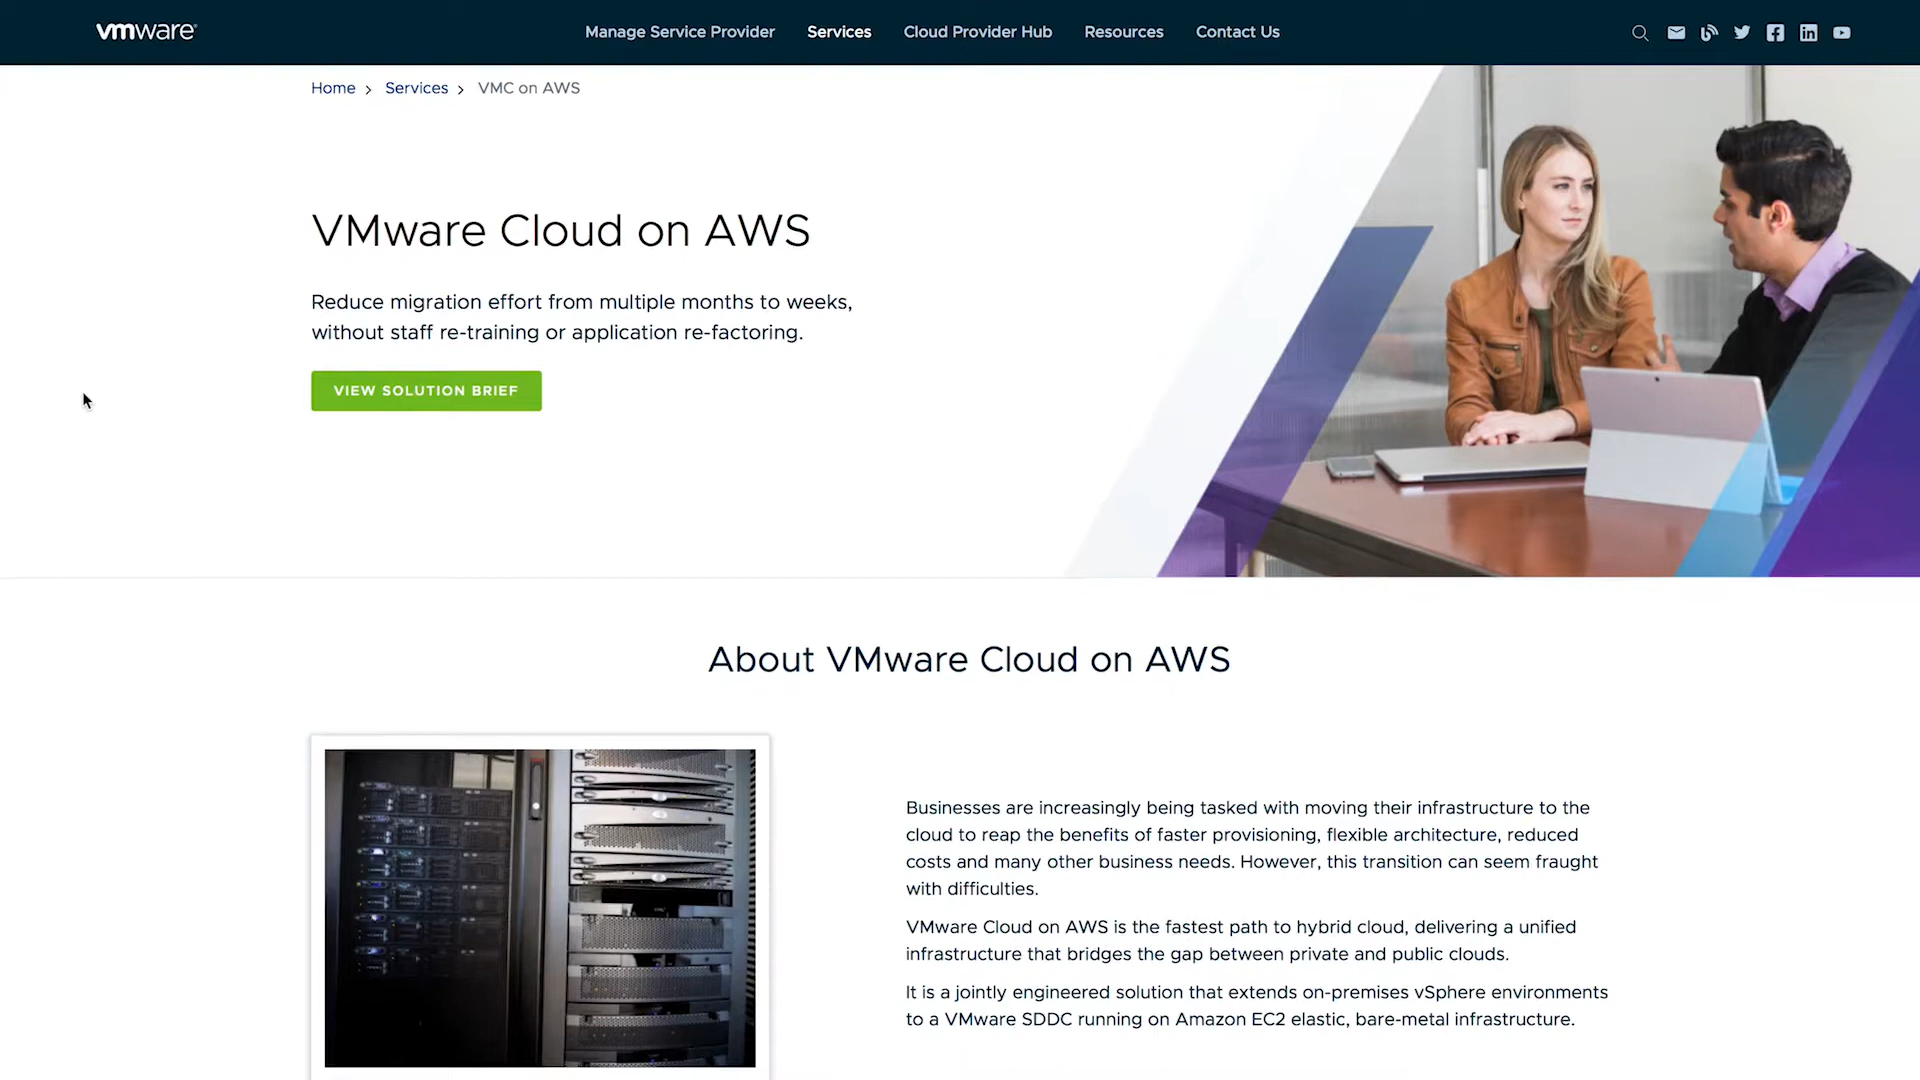 vmware®
Manage Service Provider
Services
Cloud Provider Hub
Resources
Contact Us
Home
Services
VMC on AWS
VMware Cloud on AWS
Reduce migration effort from multiple months to weeks,
without staff re-training or application re-factoring.
VIEW SOLUTION BRIEF
About VMware Cloud on AWS
Businesses are increasingly being tasked with moving their infrastructure to the
cloud to reap the benefits of faster provisioning, flexible architecture, reduced
costs and many other business needs. However, this transition can seem fraught
with difficulties.
VMware Cloud on AWS is the fastest path to hybrid cloud, delivering a unified
infrastructure that bridges the gap between private and public clouds.
It is a jointly engineered solution that extends on-premises vSphere environments
to a VMware SDDC running on Amazon EC2 elastic, bare-metal infrastructure.